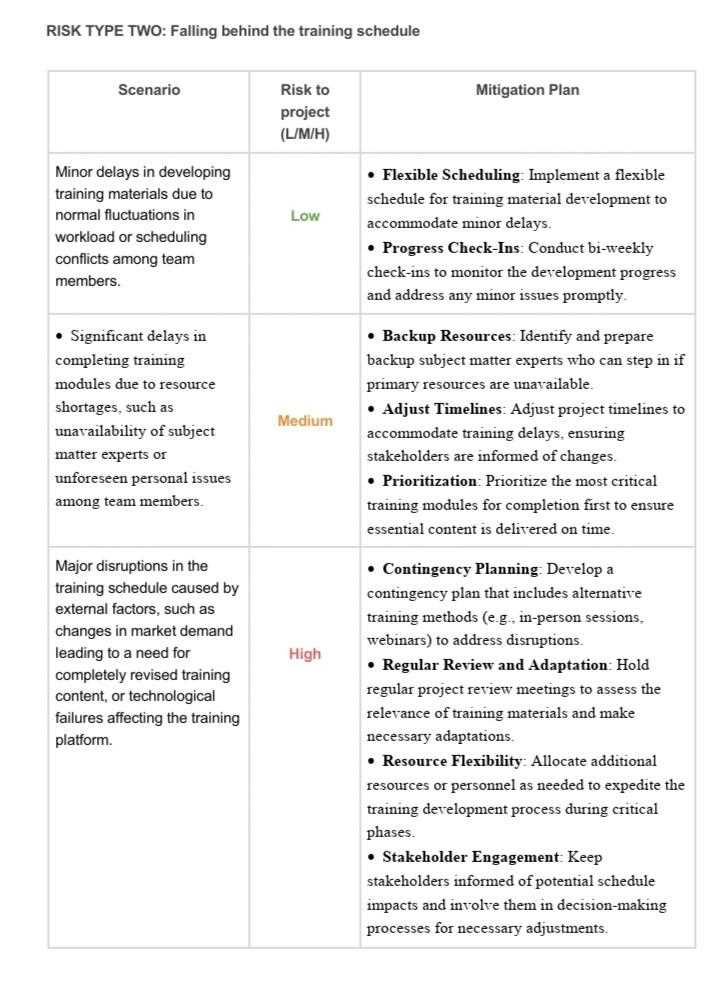 RISK TYPE TWO: Falling behind the training schedule
Scenario
Risk to
project
(L/M/H)
Mitigation Plan
Minor delays in developing
training materials due to
normal fluctuations in
workload or scheduling
conflicts among team
members.
Low
• Flexible Scheduling: Implement a flexible
schedule for training material development to
accommodate minor delays.
• Progress Check-Ins: Conduct bi-weekly
check-ins to monitor the development progress
and address any minor issues promptly.
• Significant delays in
completing training
modules due to resource
shortages, such as
unavailability of subject
matter experts or
unforeseen personal issues
among team members.
Medium
• Backup Resources: Identify and prepare
backup subject matter experts who can step in if
primary resources are unavailable.
• Adjust Timelines: Adjust project timelines to
accommodate training delays, ensuring
stakeholders are informed of changes.
• Prioritization: Prioritize the most critical
training modules for completion first to ensure
essential content is delivered on time.
Major disruptions in the
training schedule caused by
external factors, such as
changes in market demand
leading to a need for
completely revised training
content, or technological
failures affecting the training
platform.
High
• Contingency Planning: Develop a
contingency plan that includes alternative
training methods (e.g., in-person sessions,
webinars) to address disruptions.
• Regular Review and Adaptation: Hold
regular project review meetings to assess the
relevance of training materials and make
necessary adaptations.
• Resource Flexibility: Allocate additional
resources or personnel as needed to expedite the
training development process during critical
phases.
• Stakeholder Engagement: Keep
stakeholders informed of potential schedule
impacts and involve them in decision-making
processes for necessary adjustments.